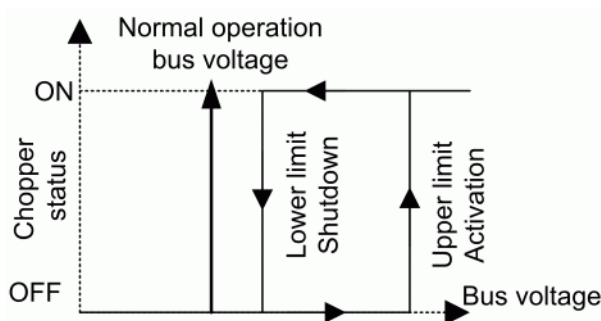 Normal operation
bus voltage
ON
Chopper
status
Lower limit
Shutdown
Upper limit
Activation
OFF
Bus voltage